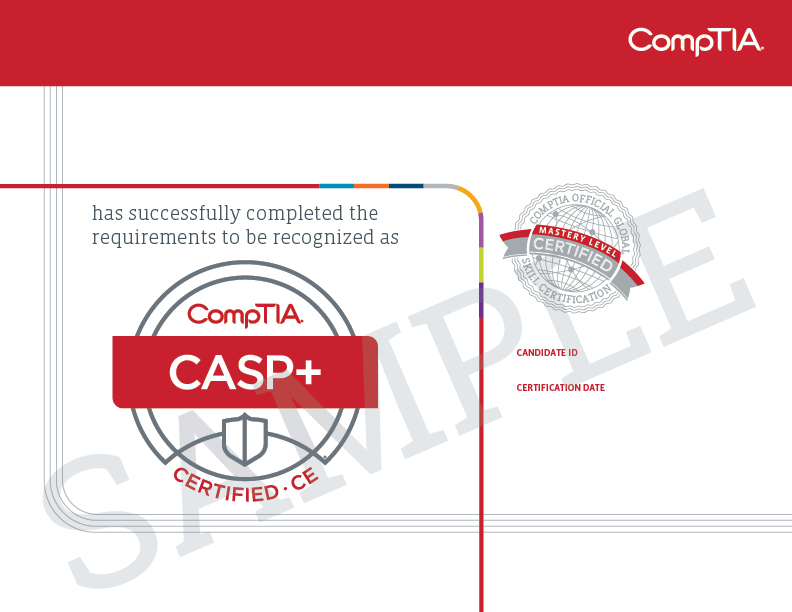 CompTIA.
has successfully completed the
requirements to be recognized as
CompTIA.
CASP+
CERTIFIED · CE
COMPTIA OFFICIAL GLOBAL
MASTERY LEVEL
CERTIFIED
SKILL CERTIFICATION
CANDIDATE ID
CERTIFICATION DATE
SAMPLE